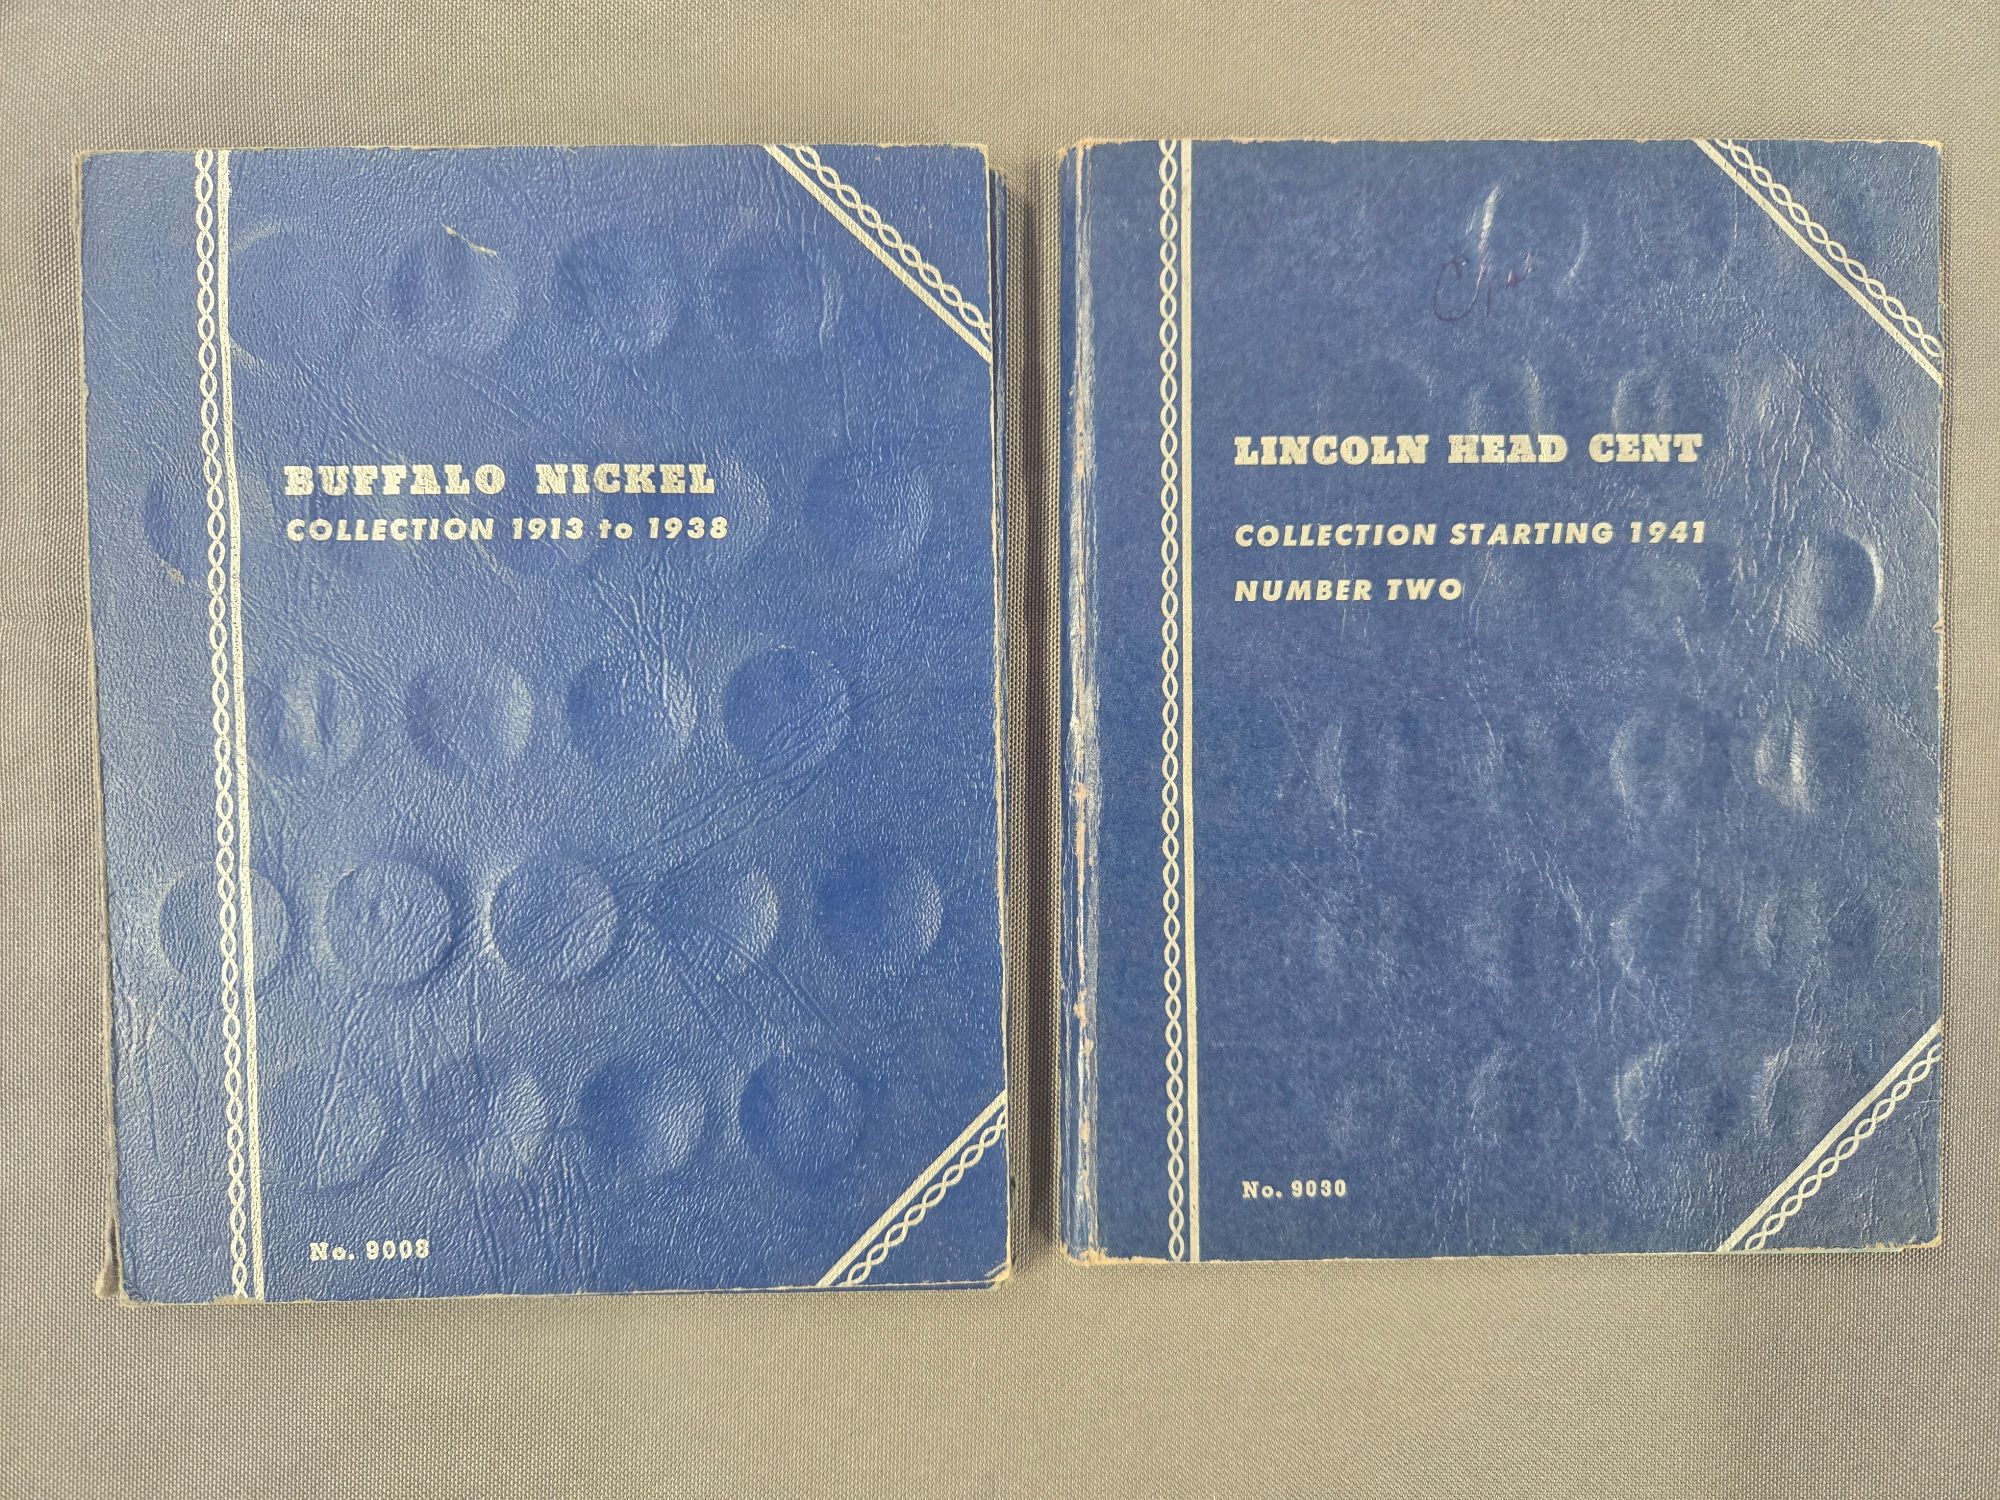 BUFFALO NICKEL
COLLECTION 1913 to 1938
No. 9008
LINCOLN HEAD CENT
COLLECTION STARTING 1941
NUMBER TWO
No. 9030